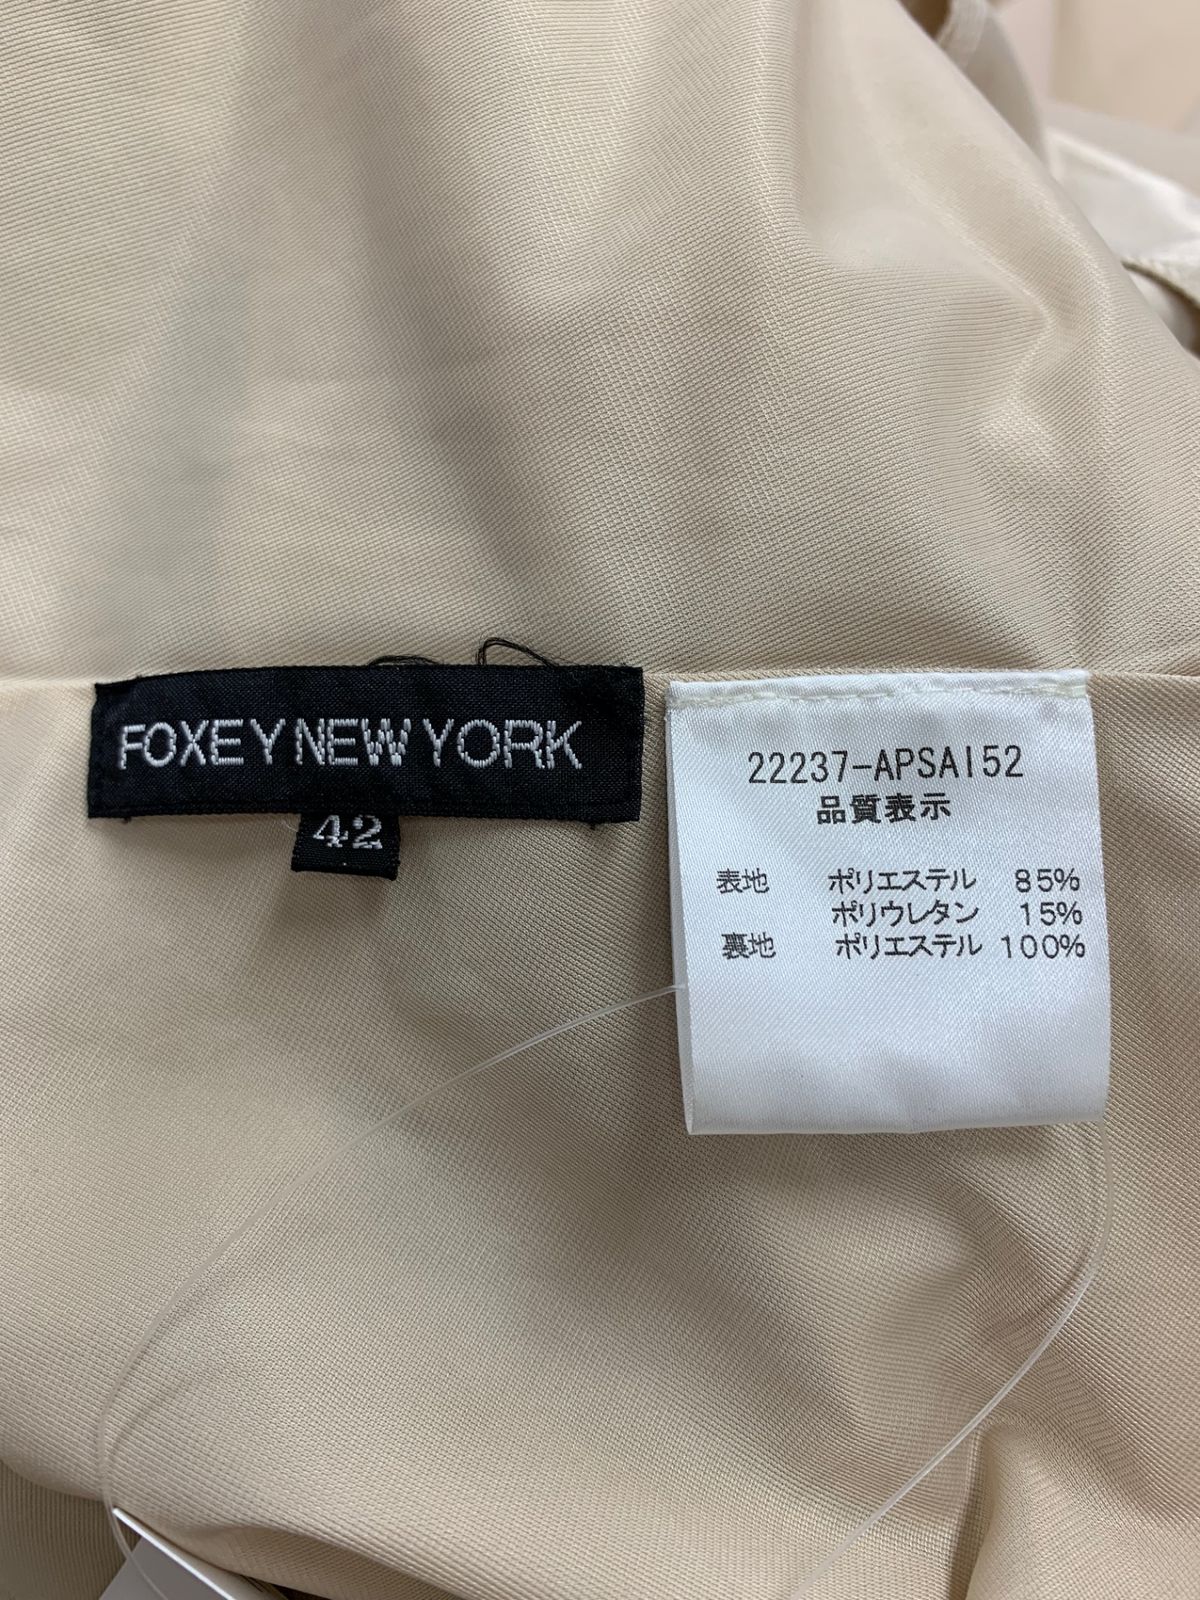 FOXEY NEW YORK
42
22237-APSAI52
品質表示
表地 ポリエステル 85%
ポリウレタン 15%
裏地 ポリエステル 100%